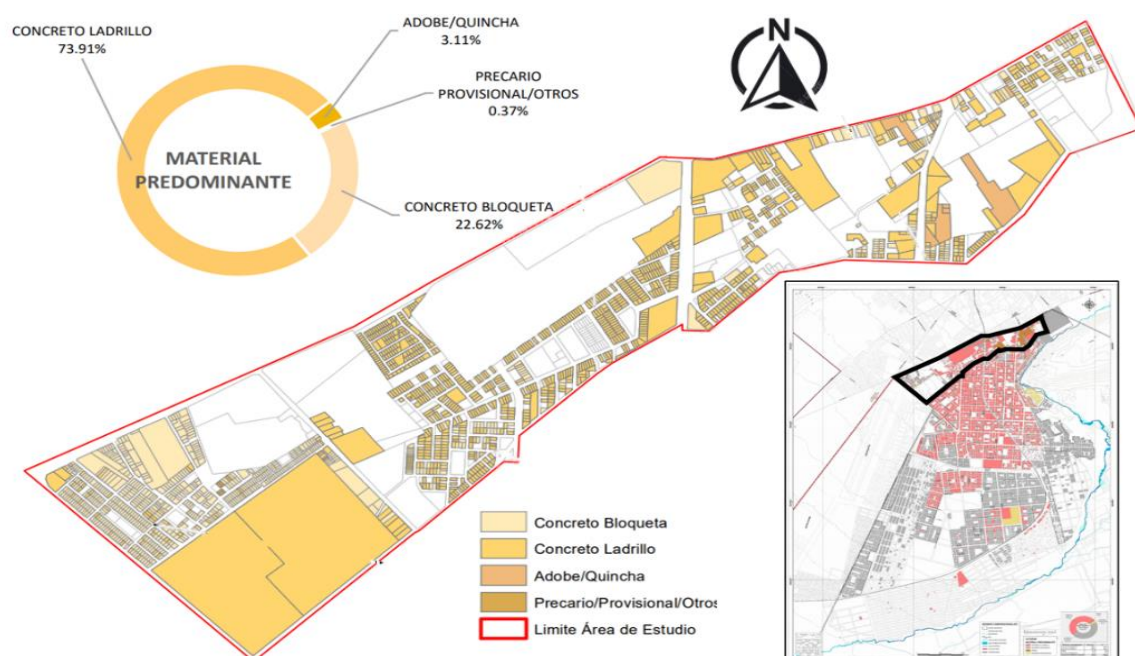 CONCRETO LADRILLO
73.91%
ADOBE/QUINCHA
3.11%
PRECARIO
PROVISIONAL/OTROS
0.37%
MATERIAL
PREDOMINANTE
CONCRETO BLOQUETA
22.62%
N
Concreto Bloqueta
Concreto Ladrillo
Adobe/Quincha
Precario/Provisional/Otros
Limite Área de Estudio